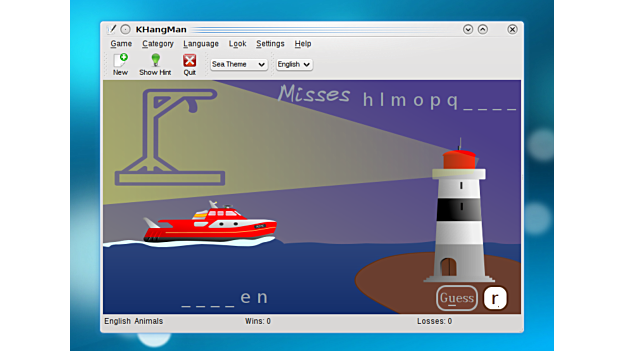 KHangMan
Game Category Language Look Settings Help
New Show Hint Quit Sea Theme English
Misses h l m o p q _ _ _ _
_ _ _ _ e n
Guess r
English Animals Wins: 0 Losses: 0